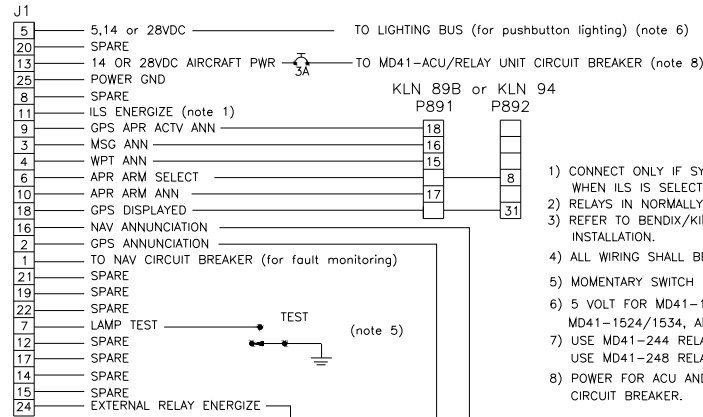 J1
5 5,14 or 28VDC TO LIGHTING BUS (for pushbutton lighting) (note 6)
20 SPARE
13 14 OR 28VDC AIRCRAFT PWR 3A TO MD41-ACU/RELAY UNIT CIRCUIT BREAKER (note 8)
25 POWER GND
8 SPARE
KLN 89B or KLN 94
P891 P892
11 ILS ENERGIZE (note 1)
9 GPS APR ACTV ANN 18
3 MSG ANN 16
4 WPT ANN 15
6 APR ARM SELECT 8
10 APR ARM ANN 17
18 GPS DISPLAYED 31
16 NAV ANNUNCIATION
2 GPS ANNUNCIATION
1 TO NAV CIRCUIT BREAKER (for fault monitoring)
21 SPARE
19 SPARE
22 SPARE
7 LAMP TEST TEST (note 5)
12 SPARE
17 SPARE
14 SPARE
15 SPARE
24 EXTERNAL RELAY ENERGIZE
1) CONNECT ONLY IF SY
WHEN ILS IS SELECT
2) RELAYS IN NORMALLY
3) REFER TO BENDIX/KI
INSTALLATION.
4) ALL WIRING SHALL BE
5) MOMENTARY SWITCH
6) 5 VOLT FOR MD41-1
MD41-1524/1534, A
7) USE MD41-244 RELA
USE MD41-248 RELA
8) POWER FOR ACU AND
CIRCUIT BREAKER.